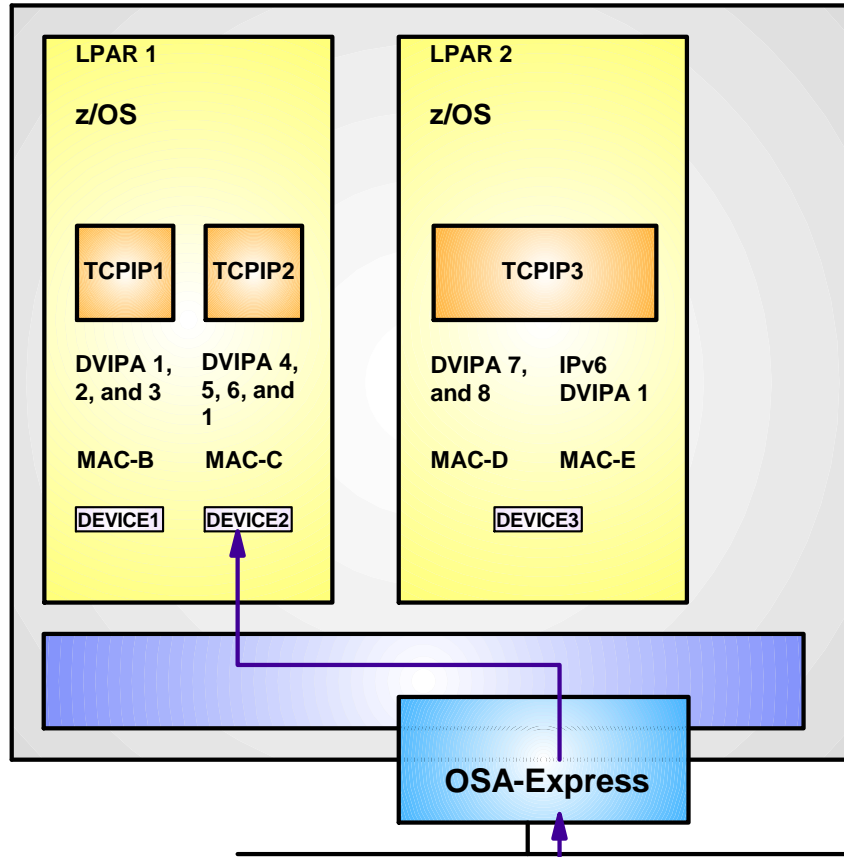 LPAR 1
z/OS
TCPIP1
TCPIP2
DVIPA 1,
2, and 3
DVIPA 4,
5, 6, and
1
MAC-B
MAC-C
DEVICE1
DEVICE2
LPAR 2
z/OS
TCPIP3
DVIPA 7,
and 8
IPv6
DVIPA 1
MAC-D
MAC-E
DEVICE3
OSA-Express